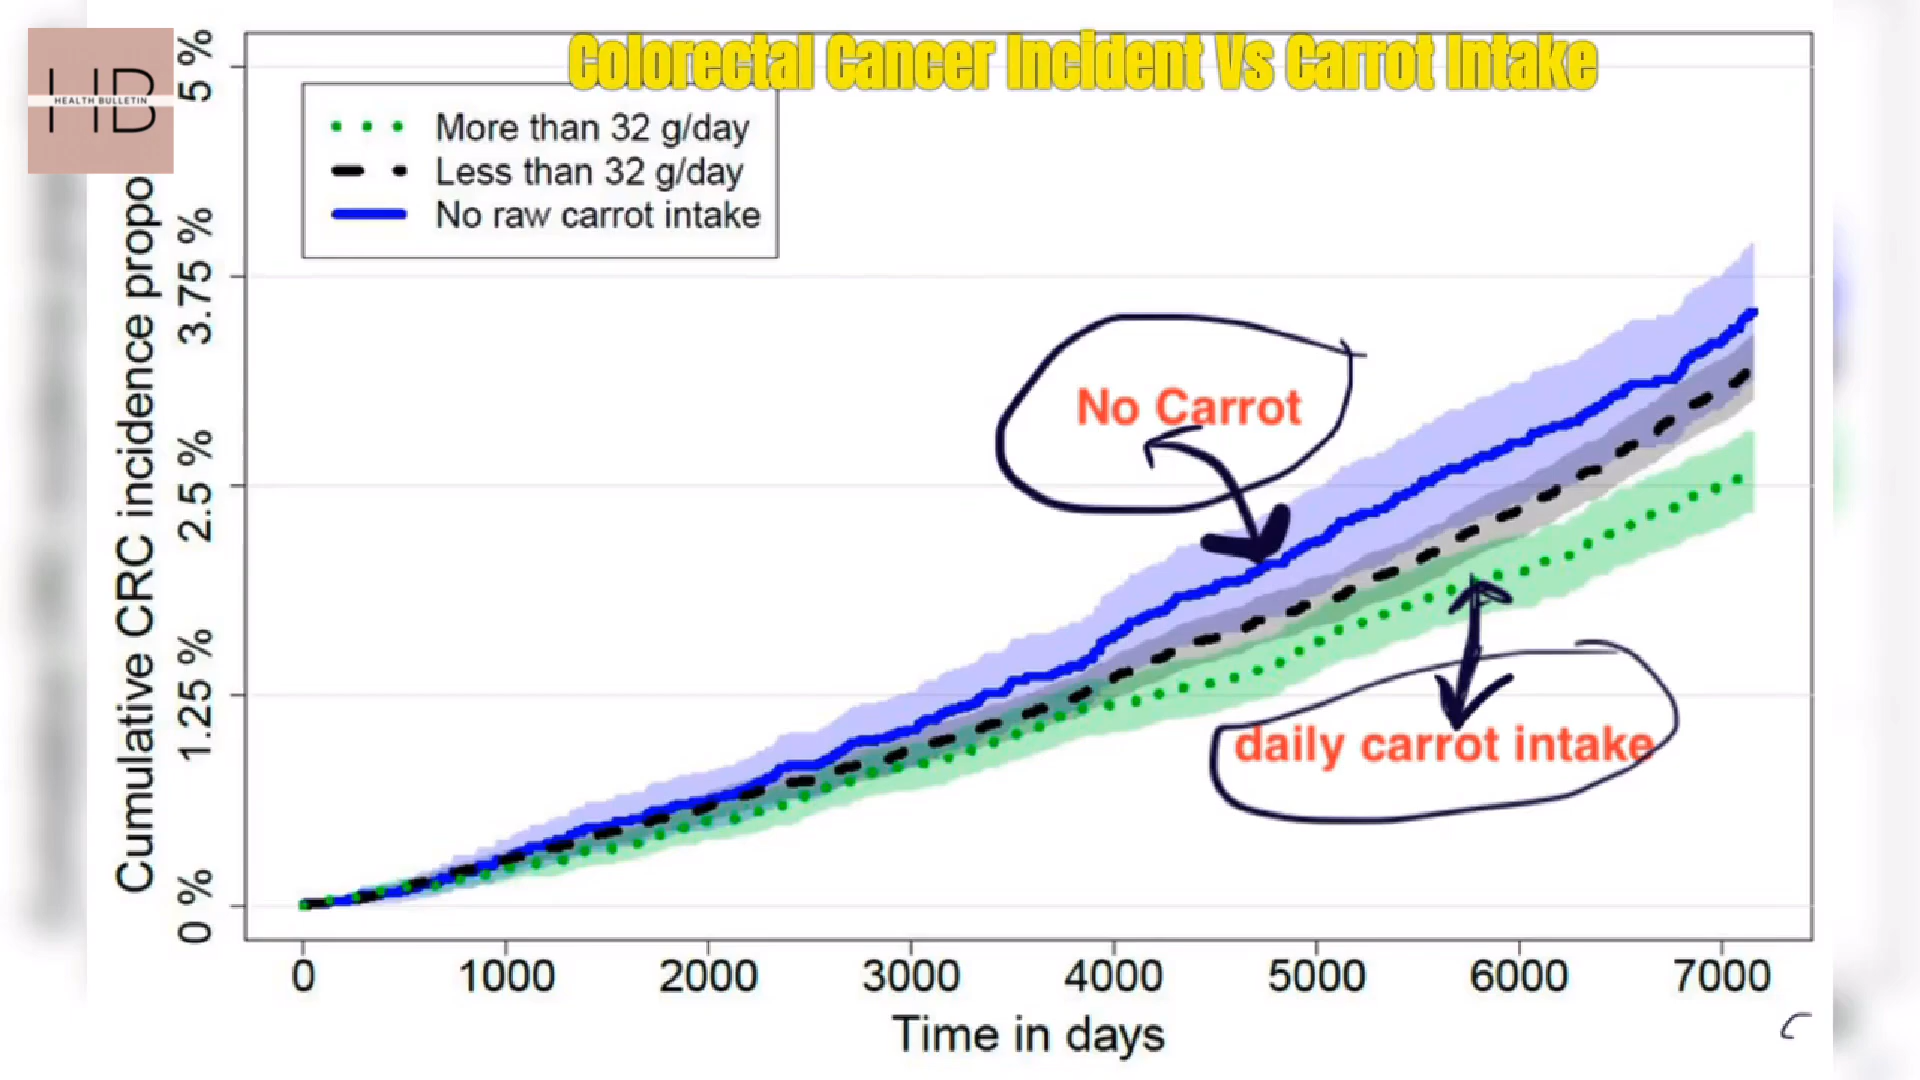 Colorectal Cancer Incident Vs Carrot Intake
HB
HEALTH BULLETIN
More than 32 g/day
Less than 32 g/day
No raw carrot intake
Cumulative CRC incidence propo
5 %
3.75 %
2.5 %
1.25 %
0 %
No Carrot
daily carrot intake
0 1000 2000 3000 4000 5000 6000 7000
Time in days